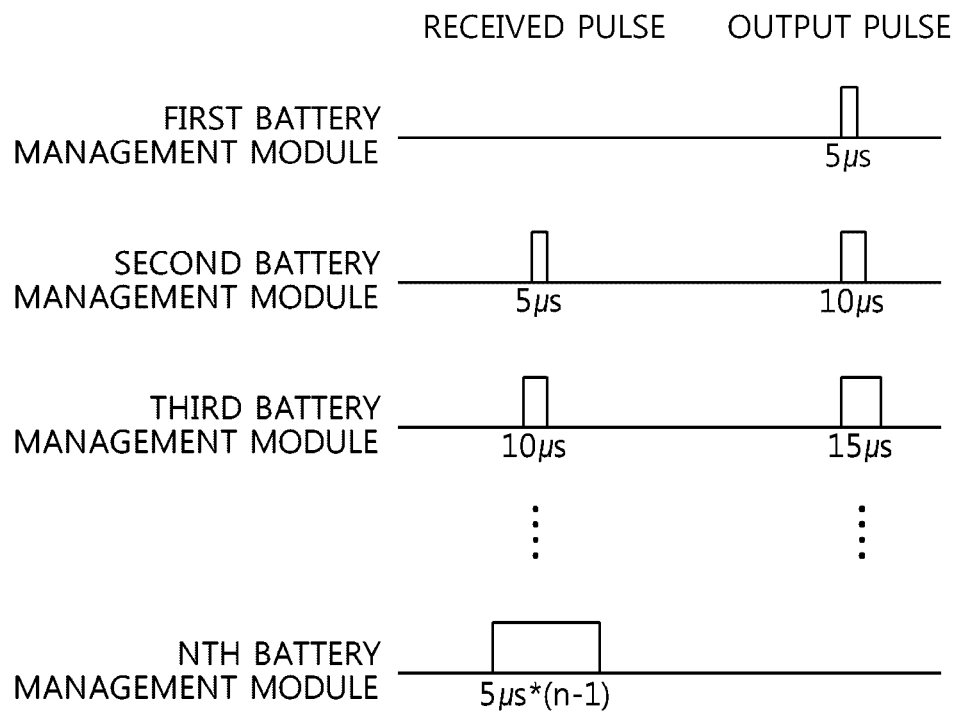 RECEIVED PULSE OUTPUT PULSE
FIRST BATTERY
MANAGEMENT MODULE
5µs
SECOND BATTERY
MANAGEMENT MODULE
5µs 10µs
THIRD BATTERY
MANAGEMENT MODULE
10µs 15µs
NTH BATTERY
MANAGEMENT MODULE
5µs*(n-1)